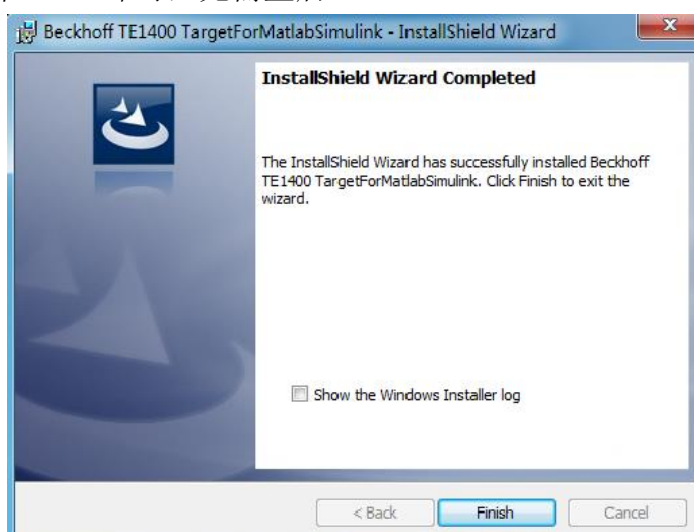 Beckhoff TE1400 TargetForMatlabSimulink - InstallShield Wizard
InstallShield Wizard Completed
The InstallShield Wizard has successfully installed Beckhoff
TE1400 TargetForMatlabSimulink. Click Finish to exit the
wizard.
Show the Windows Installer log
< Back
Finish
Cancel